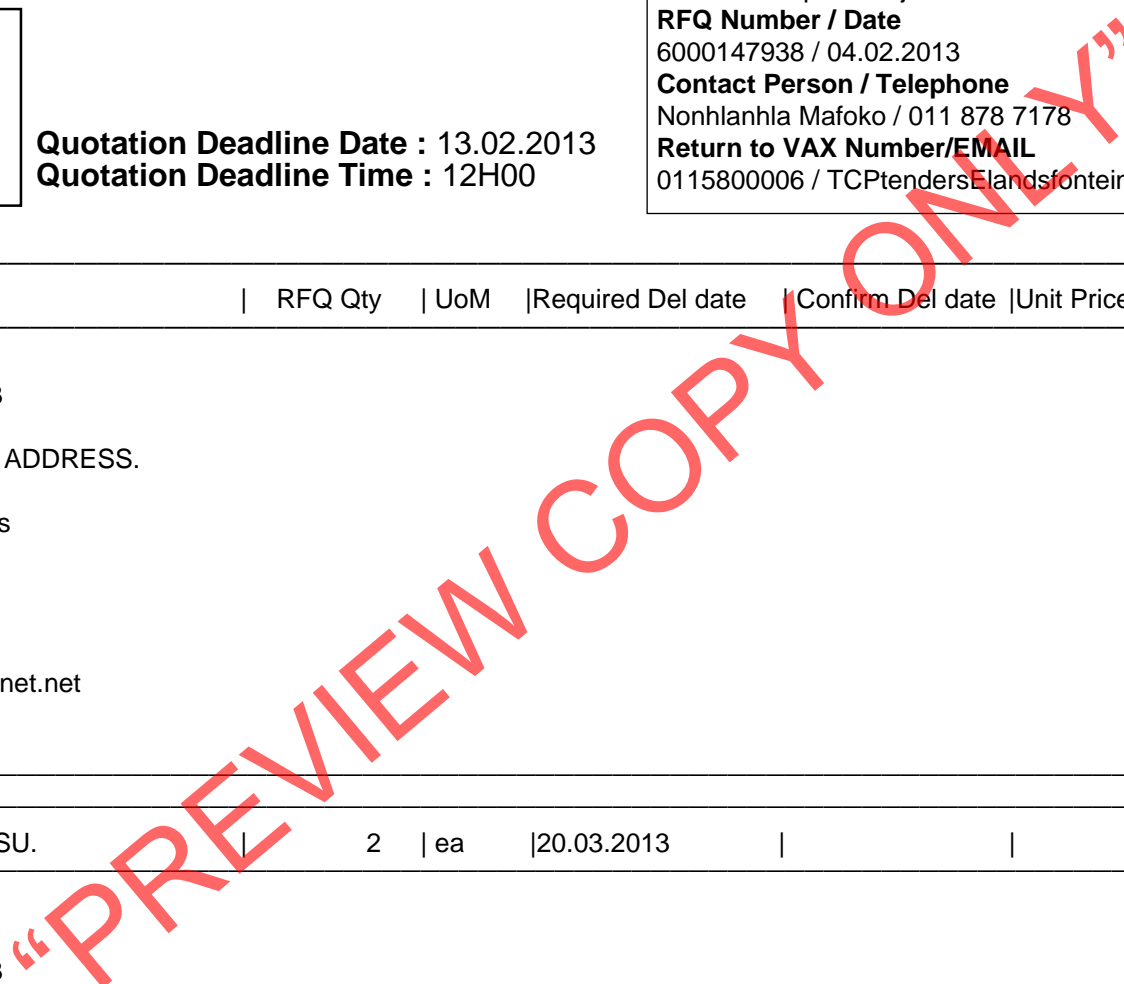 RFQ Number / Date
6000147938 / 04.02.2013
Contact Person / Telephone
Nonhlanhla Mafoko / 011 878 7178
Quotation Deadline Date : 13.02.2013
Return to VAX Number/EMAIL
Quotation Deadline Time : 12H00
0115800006 / TCPtendersElandsfontein
| RFQ Qty | UoM |Required Del date | Confirm Del date |Unit Price
ADDRESS.
net.net
SU. | 2 | ea |20.03.2013 | |
“PREVIEW COPY ONLY”